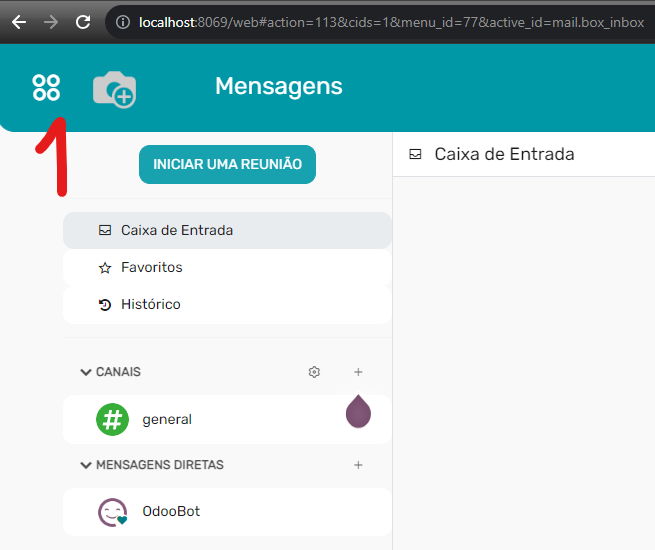 localhost:8069/web#action=113&cids=1&menu_id=77&active_id=mail.box_inbox
Mensagens
1
INICIAR UMA REUNIÃO
Caixa de Entrada
Caixa de Entrada
Favoritos
Histórico
CANAIS
general
MENSAGENS DIRETAS
OdooBot